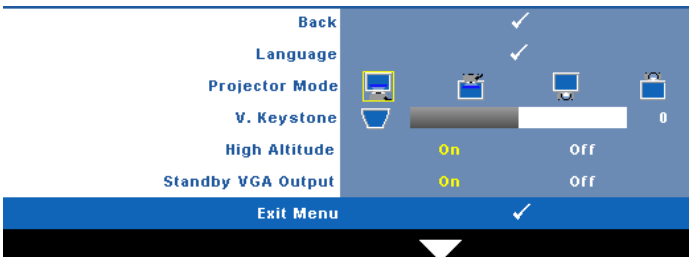 Back
Language
Projector Mode
V. Keystone 0
High Altitude On Off
Standby VGA Output On Off
Exit Menu